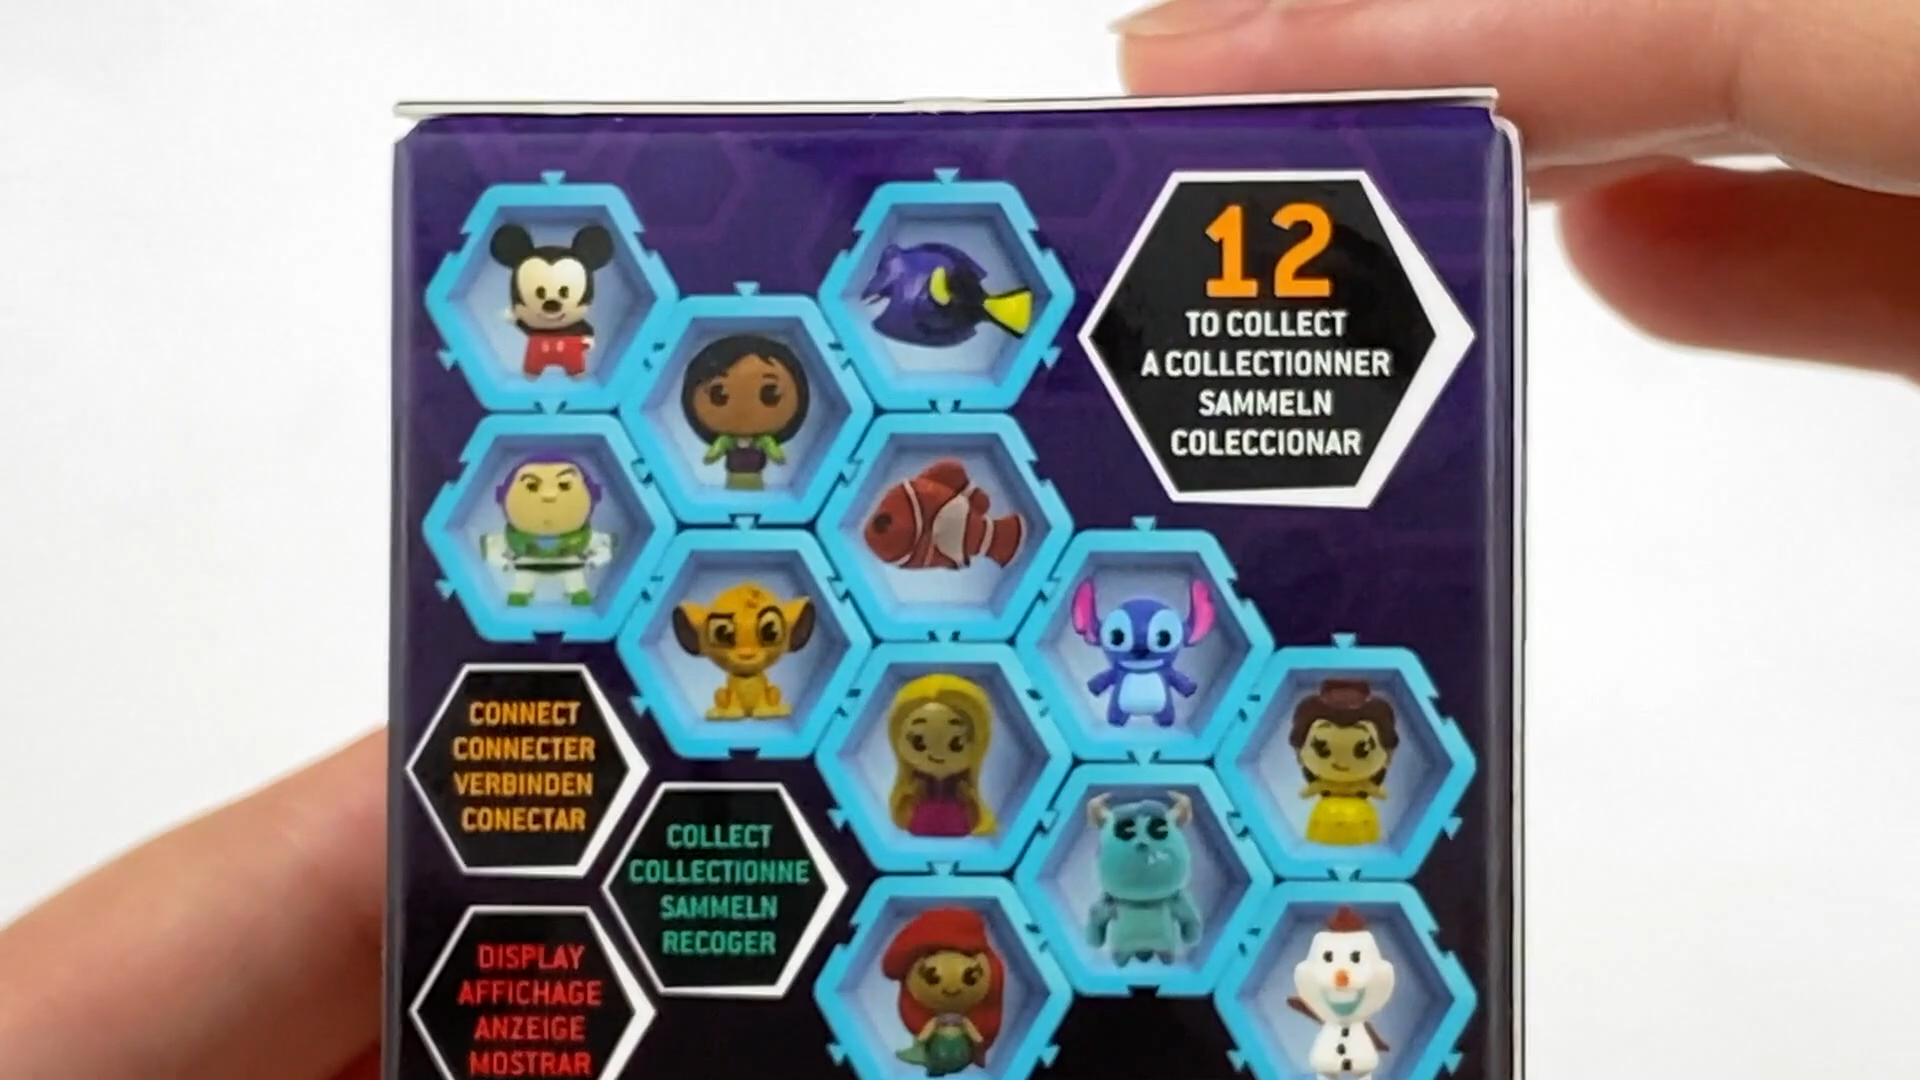 12
TO COLLECT
A COLLECTIONNER
SAMMELN
COLECCIONAR
CONNECT
CONNECTER
VERBINDEN
CONECTAR
COLLECT
COLLECTIONNE
SAMMELN
RECOGER
DISPLAY
AFFICHAGE
ANZEIGE
MOSTRAR